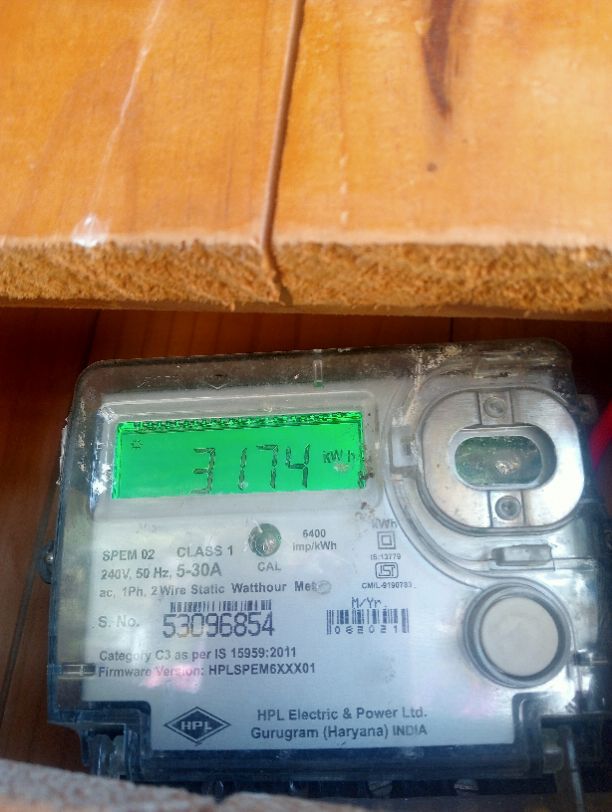 3174 kWh
6400
imp/kWh
kWh
SPEM 02 CLASS 1
CAL
IS:13779
240V, 50 Hz, 5-30A
CM/L-9190783
ac, 1Ph, 2 Wire Static Watthour
M/Yr.
S. No. 53096854
062021
Category C3 as per IS 15959:2011
Firmware Version: HPLSPEM6XXX01
HPL
HPL Electric & Power Ltd.
Gurugram (Haryana) INDIA